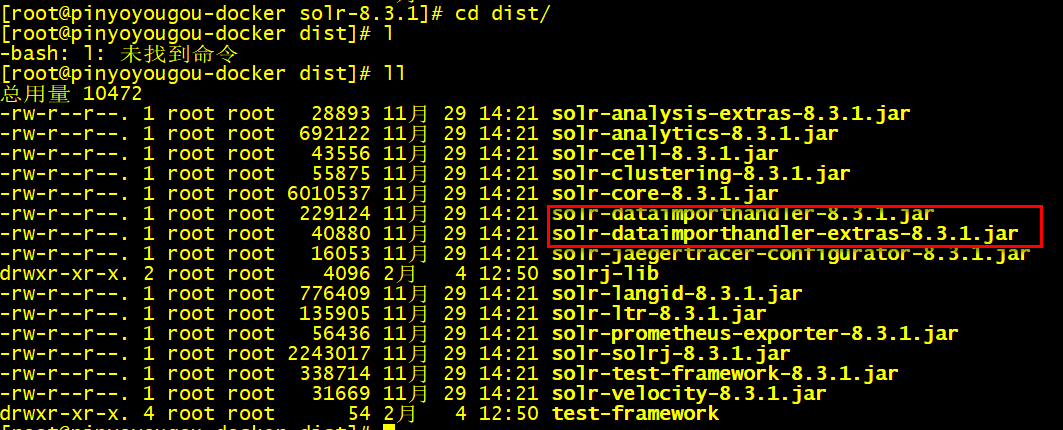 [root@pinyoyougou-docker solr-8.3.1]# cd dist/
[root@pinyoyougou-docker dist]# l
-bash: l: 未找到命令
[root@pinyoyougou-docker dist]# ll
总用量 10472
-rw-r--r--. 1 root root   28893 11月  29 14:21 solr-analysis-extras-8.3.1.jar
-rw-r--r--. 1 root root  692122 11月  29 14:21 solr-analytics-8.3.1.jar
-rw-r--r--. 1 root root   43556 11月  29 14:21 solr-cell-8.3.1.jar
-rw-r--r--. 1 root root   55875 11月  29 14:21 solr-clustering-8.3.1.jar
-rw-r--r--. 1 root root 6010537 11月  29 14:21 solr-core-8.3.1.jar
-rw-r--r--. 1 root root  229124 11月  29 14:21 solr-dataimporthandler-8.3.1.jar
-rw-r--r--. 1 root root   40880 11月  29 14:21 solr-dataimporthandler-extras-8.3.1.jar
-rw-r--r--. 1 root root   16053 11月  29 14:21 solr-jaegertracer-configurator-8.3.1.jar
drwxr-xr-x. 2 root root    4096 2月   4 12:50 solrj-lib
-rw-r--r--. 1 root root  776409 11月  29 14:21 solr-langid-8.3.1.jar
-rw-r--r--. 1 root root  135905 11月  29 14:21 solr-ltr-8.3.1.jar
-rw-r--r--. 1 root root   56436 11月  29 14:21 solr-prometheus-exporter-8.3.1.jar
-rw-r--r--. 1 root root 2243017 11月  29 14:21 solr-solrj-8.3.1.jar
-rw-r--r--. 1 root root  338714 11月  29 14:21 solr-test-framework-8.3.1.jar
-rw-r--r--. 1 root root   31669 11月  29 14:21 solr-velocity-8.3.1.jar
drwxr-xr-x. 4 root root      54 2月   4 12:50 test-framework
[root@pinyoyougou-docker dist]#